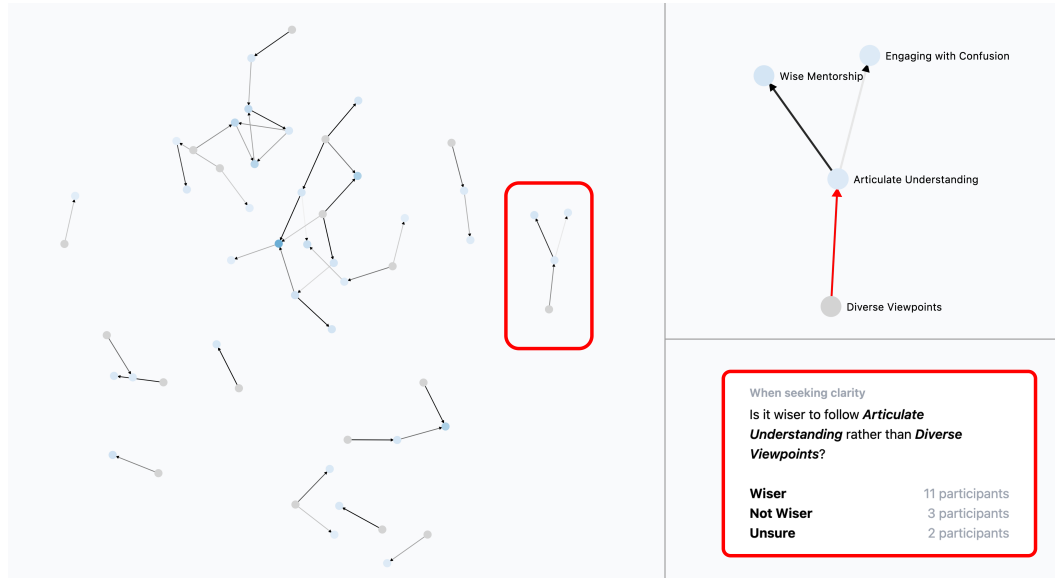 Engaging with Confusion
Wise Mentorship
Articulate Understanding
Diverse Viewpoints
When seeking clarity
Is it wiser to follow Articulate
Understanding rather than Diverse
Viewpoints?
Wiser 11 participants
Not Wiser 3 participants
Unsure 2 participants